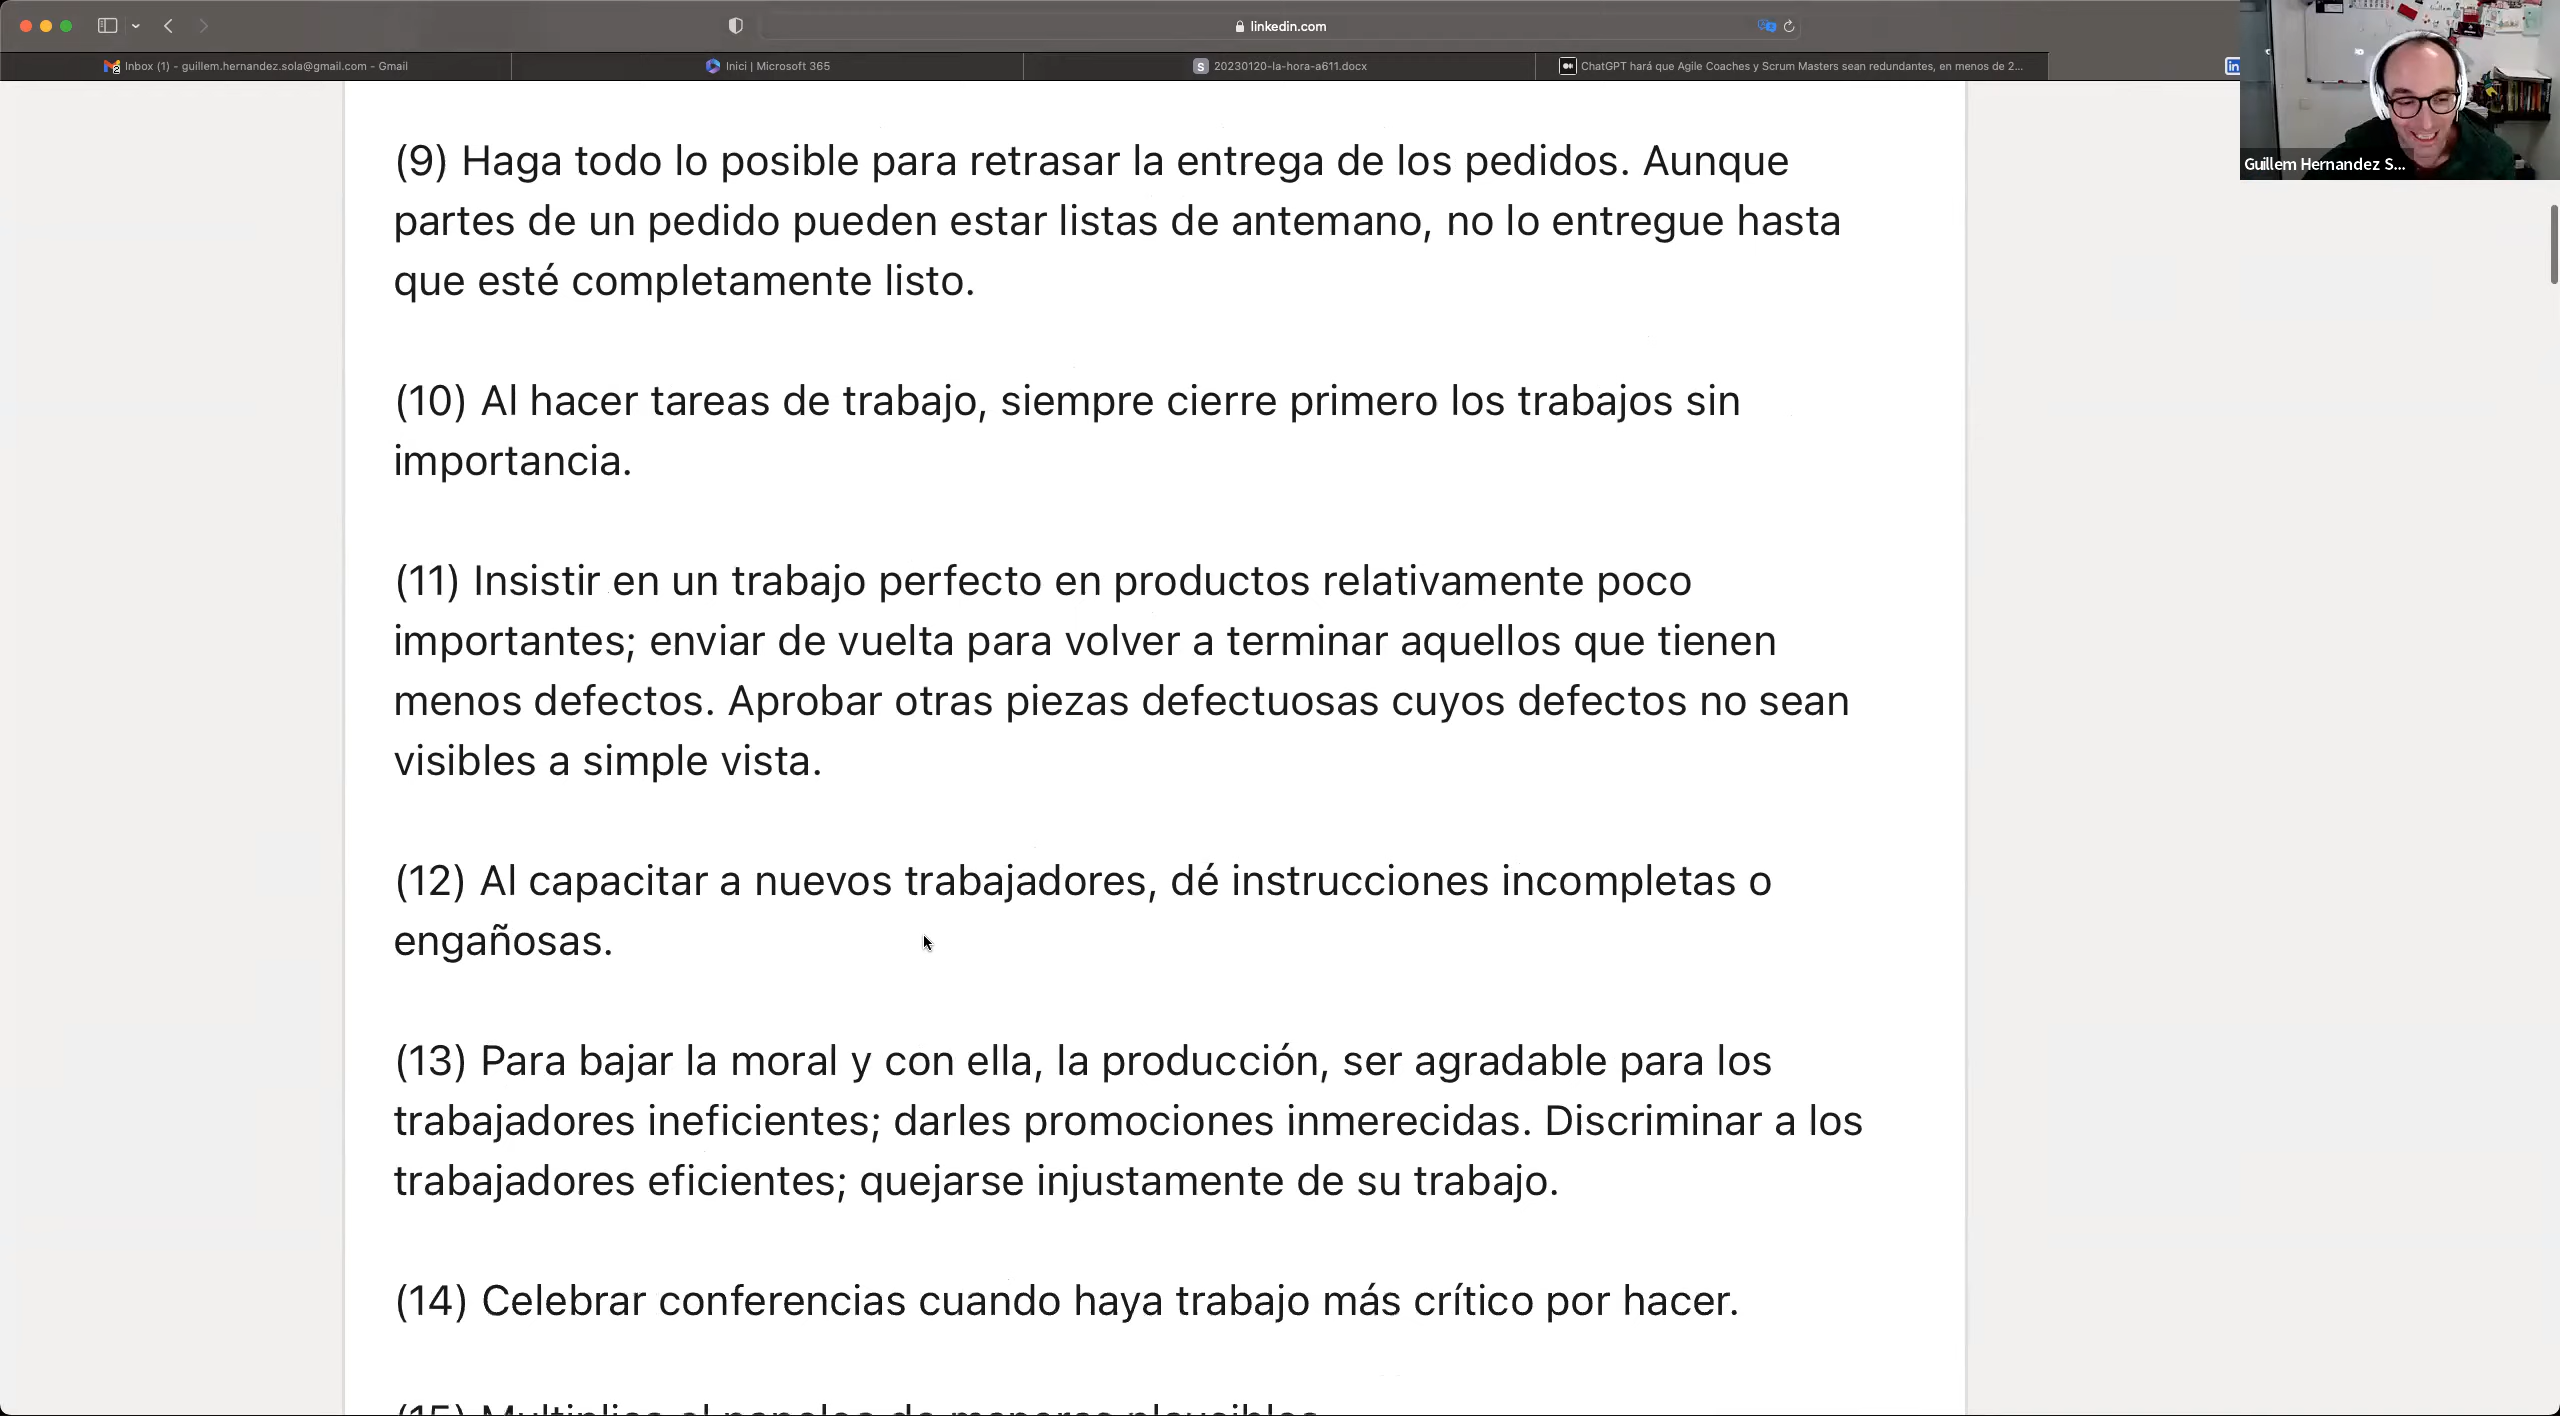 linkedin.com
Inbox (1) - guillem.hernandez.sola@gmail.com - Gmail
Inici | Microsoft 365
20230120-la-hora-a611.docx
ChatGPT hará que Agile Coaches y Scrum Masters sean redundantes, en menos de 2...
Guillem Hernandez S...
(9) Haga todo lo posible para retrasar la entrega de los pedidos. Aunque
partes de un pedido pueden estar listas de antemano, no lo entregue hasta
que esté completamente listo.
(10) Al hacer tareas de trabajo, siempre cierre primero los trabajos sin
importancia.
(11) Insistir en un trabajo perfecto en productos relativamente poco
importantes; enviar de vuelta para volver a terminar aquellos que tienen
menos defectos. Aprobar otras piezas defectuosas cuyos defectos no sean
visibles a simple vista.
(12) Al capacitar a nuevos trabajadores, dé instrucciones incompletas o
engañosas.
(13) Para bajar la moral y con ella, la producción, ser agradable para los
trabajadores ineficientes; darles promociones inmerecidas. Discriminar a los
trabajadores eficientes; quejarse injustamente de su trabajo.
(14) Celebrar conferencias cuando haya trabajo más crítico por hacer.